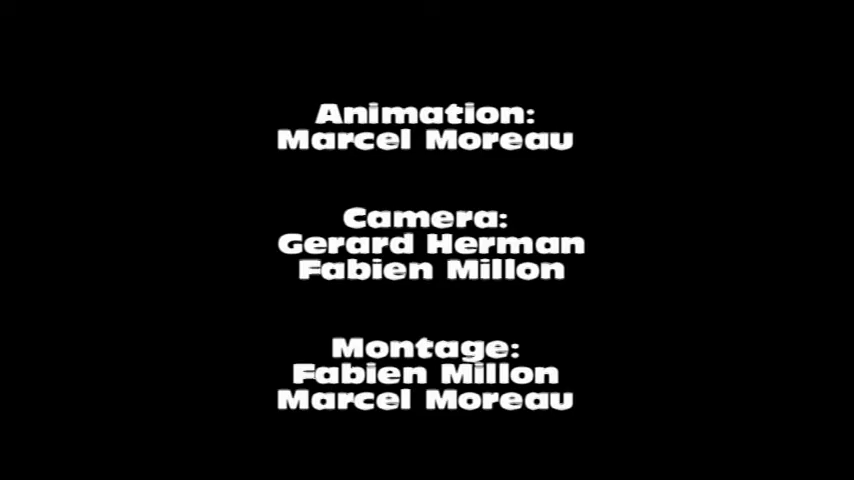 Animation:
Marcel Moreau
Camera:
Gerard Herman
Fabien Millon
Montage:
Fabien Millon
Marcel Moreau